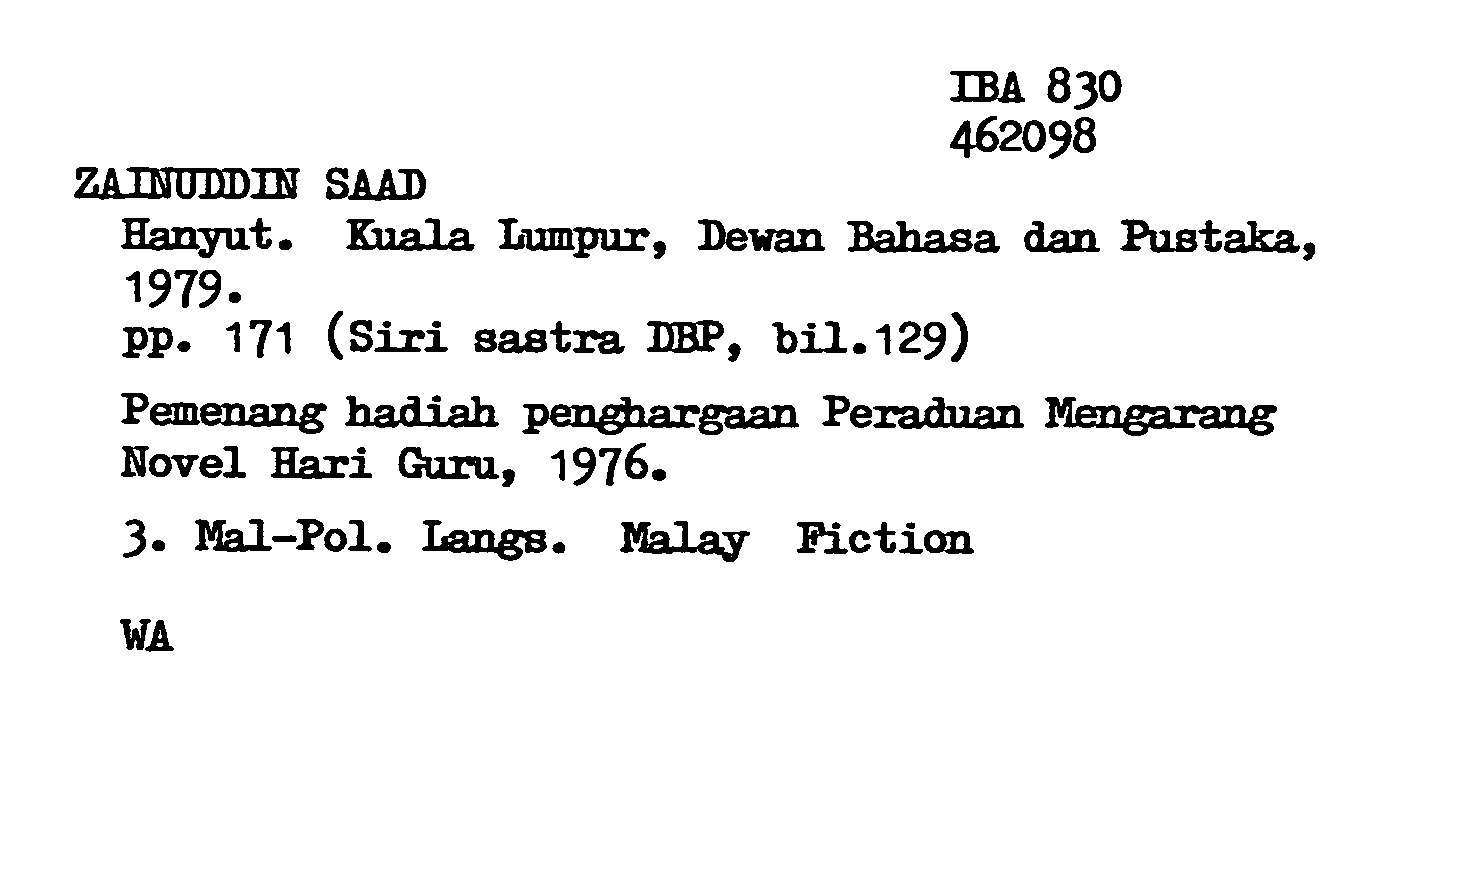 IBA 830
462098
ZAINUDDIN SAAD
Hanyut. Kuala Lumpur, Dewan Bahasa dan Pustaka,
1979.
pp. 171 (Siri sastra DBP, bil.129)
Pemenang hadiah penghargaan Peraduan Mengarang
Novel Hari Guru, 1976.
3. Mal-Pol. Langs. Malay Fiction
WA